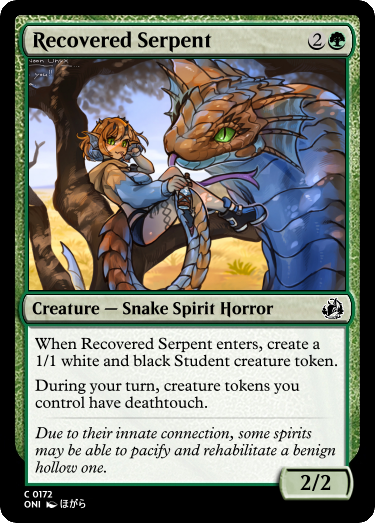 Recovered Serpent 2
you!!
Creature — Snake Spirit Horror
When Recovered Serpent enters, create a
1/1 white and black Student creature token.
During your turn, creature tokens you
control have deathtouch.
Due to their innate connection, some spirits
may be able to pacify and rehabilitate a benign
hollow one.
2/2
C 0172
ONI ほがら